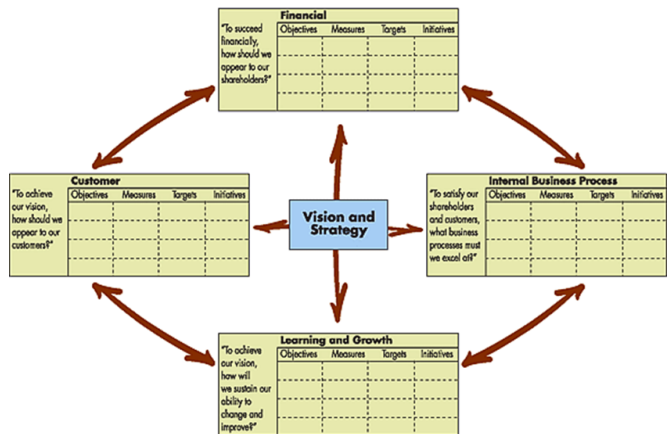 Financial
"To succeed
financially,
how should we
appear to our
shareholders?"
Objectives Measures Targets Initiatives
Customer
"To achieve
our vision,
how should we
appear to our
customers?"
Objectives Measures Targets Initiatives
Vision and
Strategy
Internal Business Process
"To satisfy our
shareholders
and customers,
what business
processes must
we excel at?"
Objectives Measures Targets Initiatives
Learning and Growth
"To achieve
our vision,
how will
we sustain our
ability to
change and
improve?"
Objectives Measures Targets Initiatives